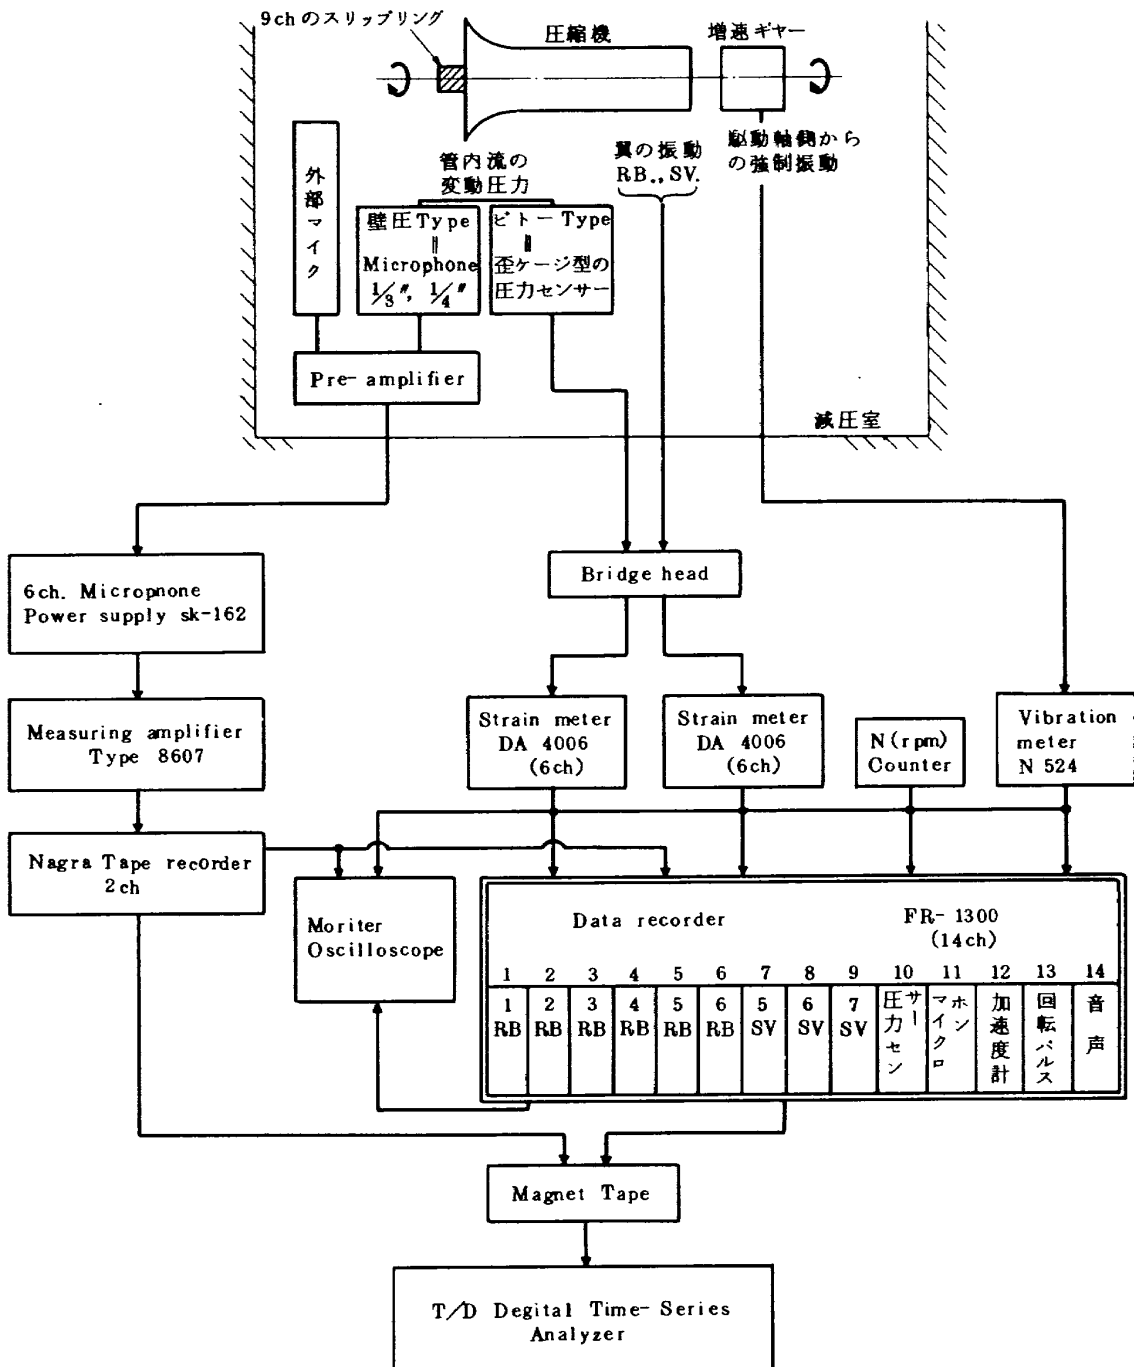 9chのスリップリング
圧縮機
増速ギヤー
駆動軸側から
の強制振動
翼の振動
RB., SV.
管内流の
変動圧力
外部マイク
壁圧Type
||
Microphone
1/3″, 1/4″
ピトーType
||
歪ケージ型の
圧力センサー
Pre-amplifier
減圧室
6ch. Micropnone
Power supply sk-162
Bridge head
Measuring amplifier
Type 8607
Strain meter
DA 4006
(6ch)
Strain meter
DA 4006
(6ch)
N(rpm)
Counter
Vibration
meter
N 524
Nagra Tape recorder
2ch
Moriter
Oscilloscope
Data recorder FR-1300
(14ch)
1 2 3 4 5 6 7 8 9 10 11 12 13 14
1 2 3 4 5 6 5 6 7
RB RB RB RB RB RB SV SV SV
圧力セン
サー
マイクロ
ホン
加速度計
回転パルス
音声
Magnet Tape
T/D Degital Time-Series
Analyzer